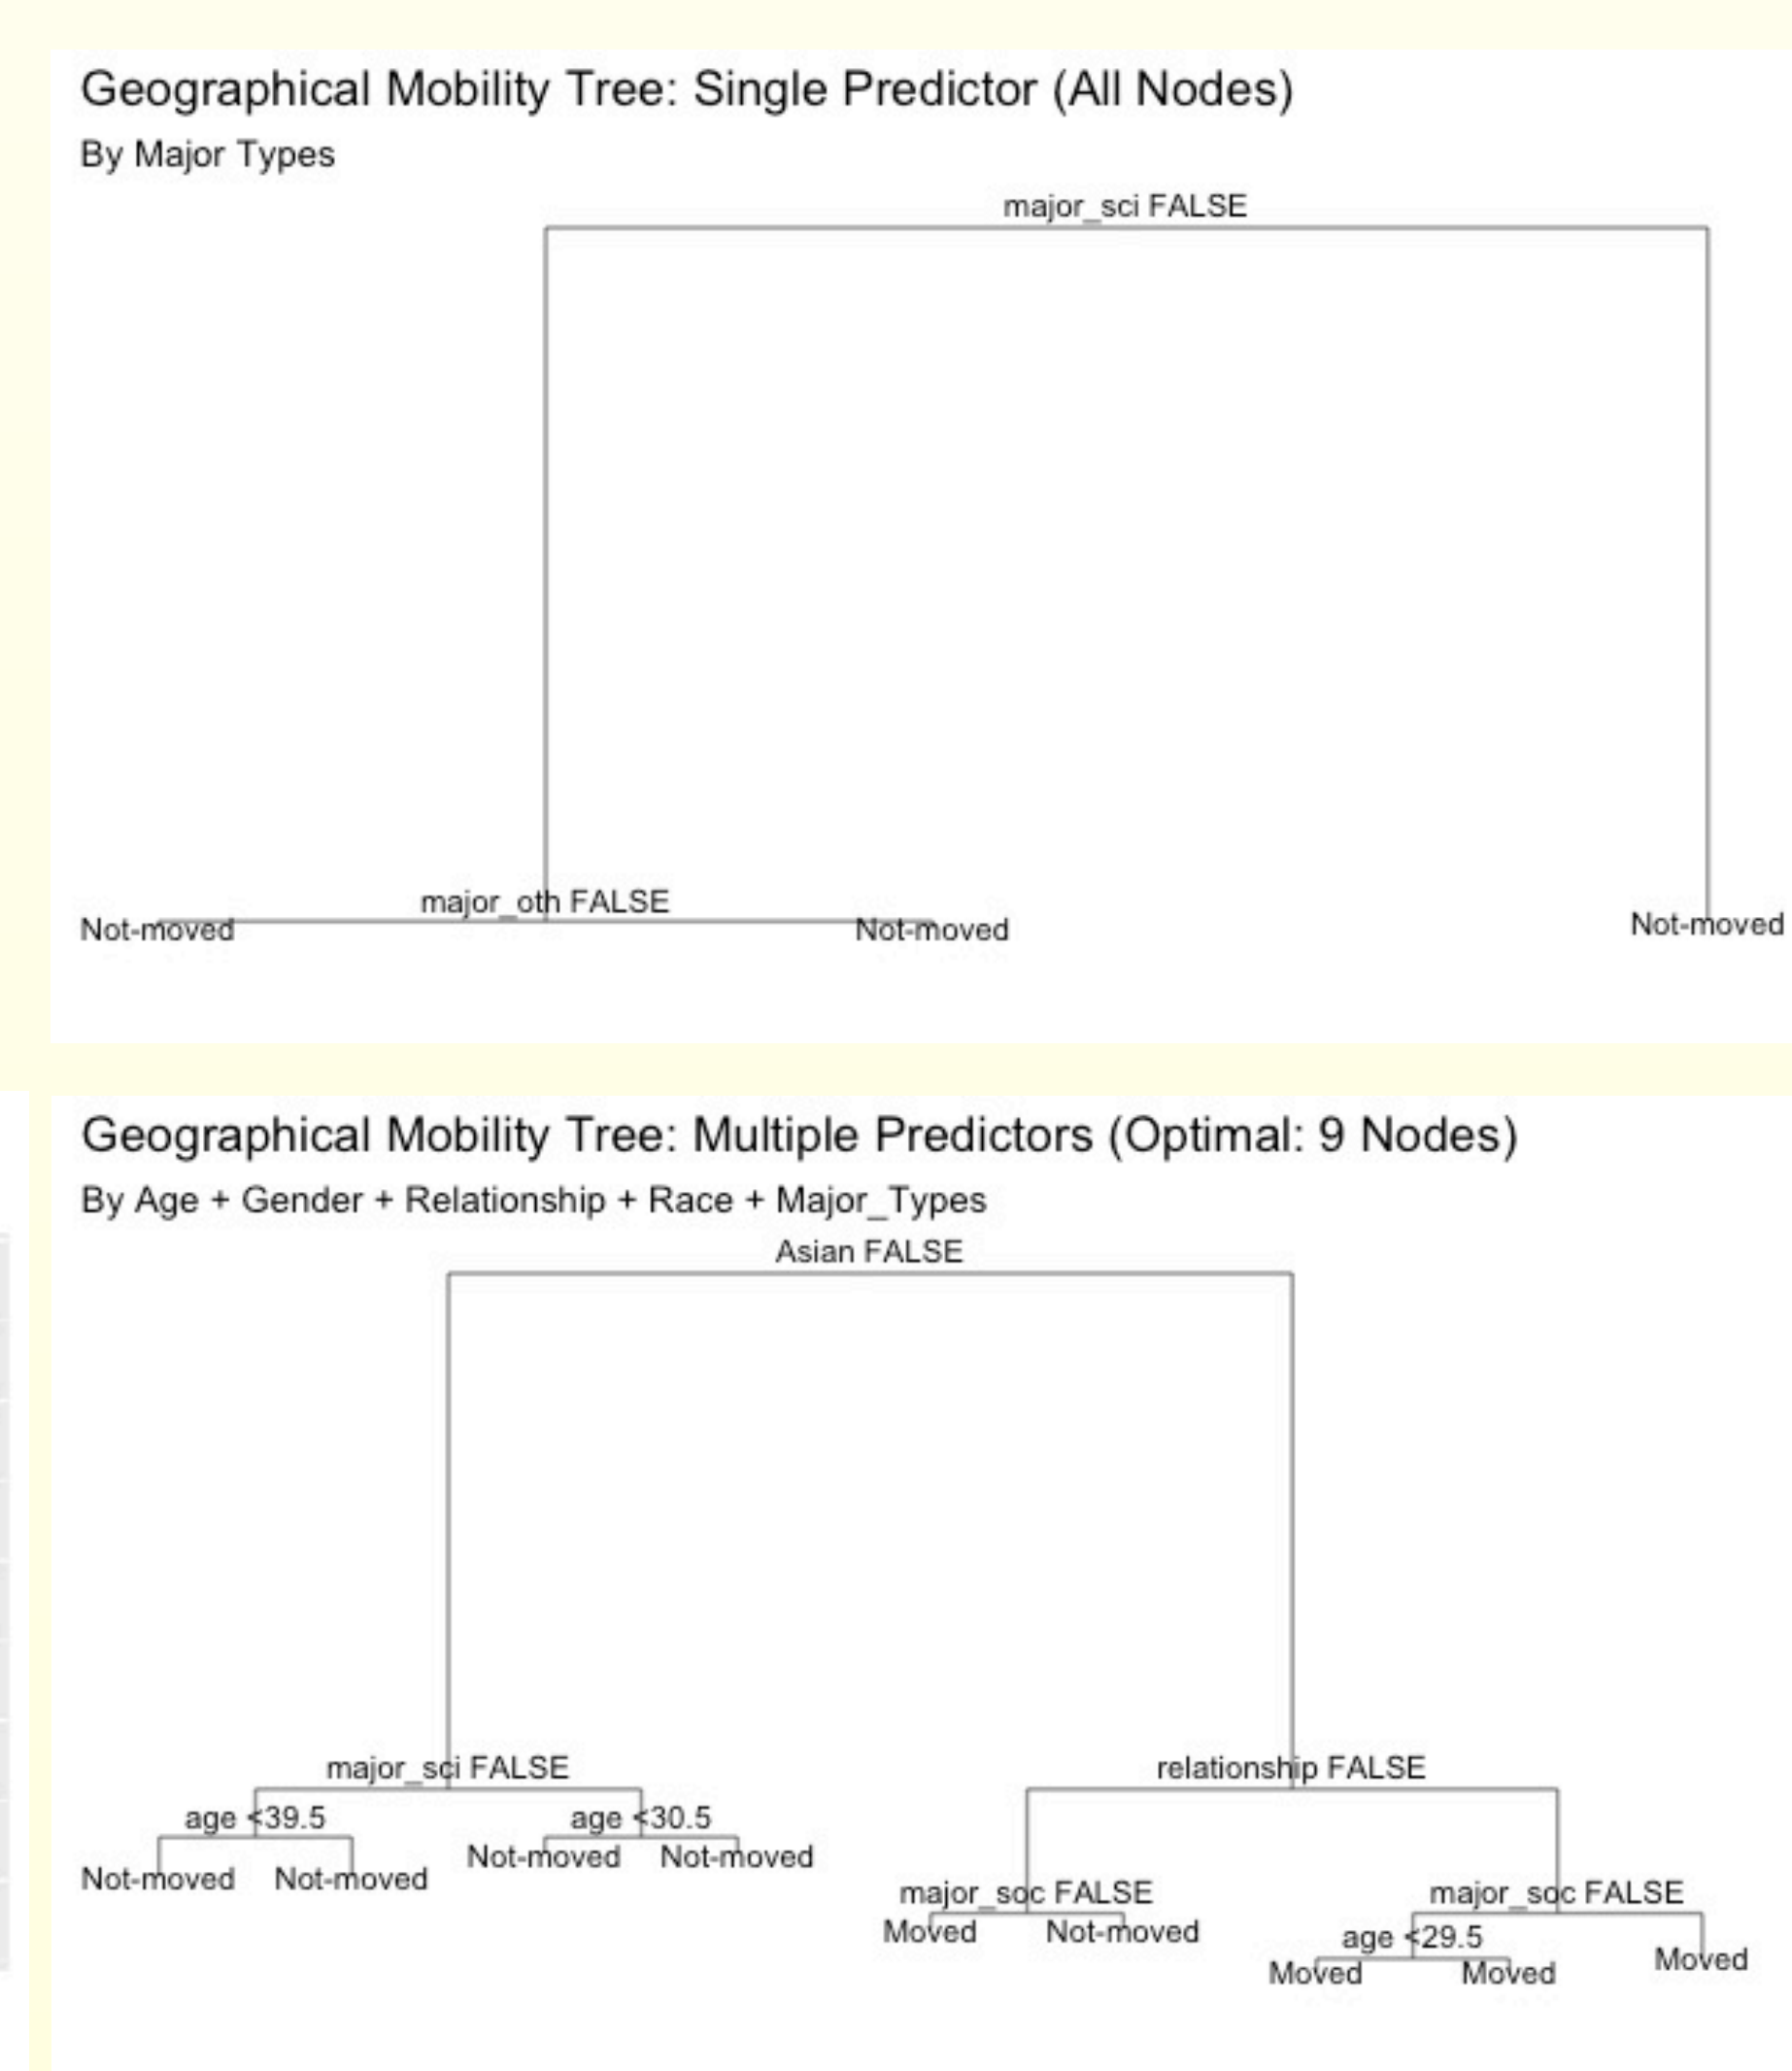 Geographical Mobility Tree: Single Predictor (All Nodes)
By Major Types
major_sci FALSE
major_oth FALSE
Not-moved
Not-moved
Not-moved
Geographical Mobility Tree: Multiple Predictors (Optimal: 9 Nodes)
By Age + Gender + Relationship + Race + Major_Types
Asian FALSE
major_sci FALSE
relationship FALSE
age <39.5
age <30.5
Not-moved
Not-moved
Not-moved
Not-moved
major_soc FALSE
major_soc FALSE
Moved
Not-moved
age <29.5
Moved
Moved
Moved